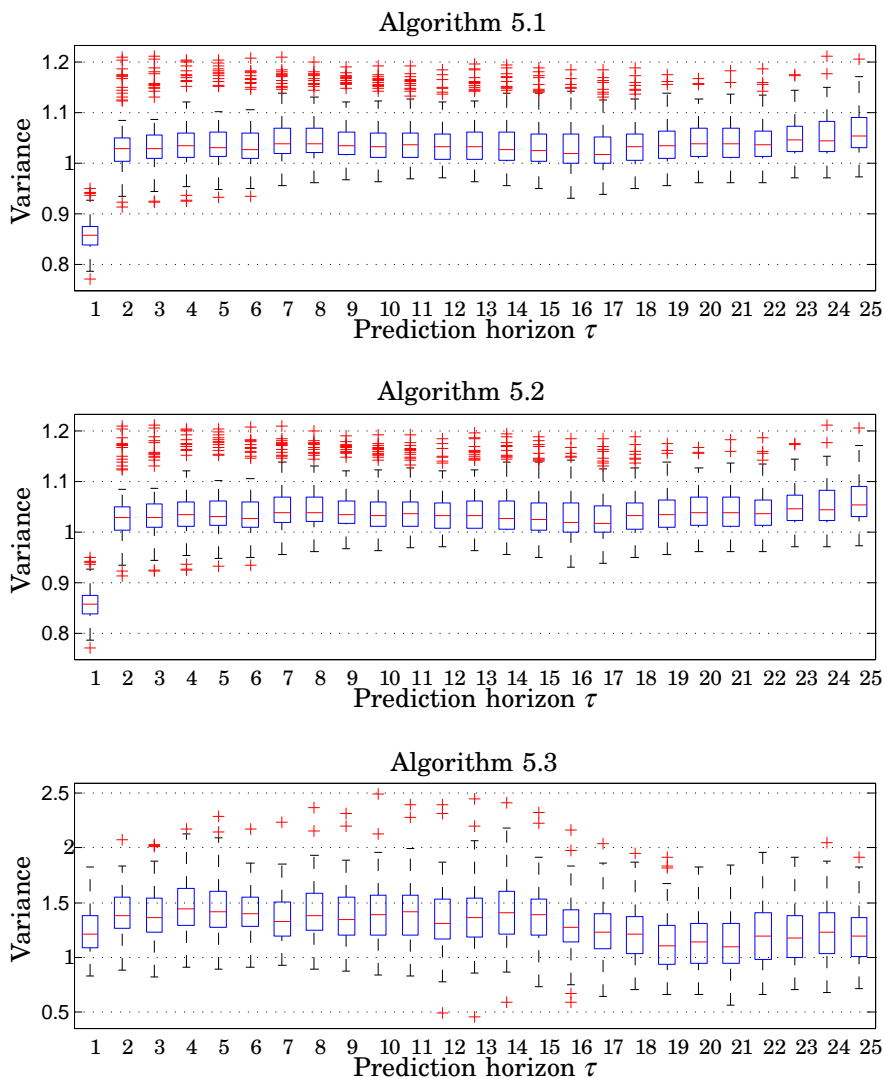 Algorithm 5.1
1.2
1.1
1
0.9
0.8
Variance
1 2 3 4 5 6 7 8 9 10 11 12 13 14 15 16 17 18 19 20 21 22 23 24 25
Prediction horizon τ
Algorithm 5.2
1.2
1.1
1
0.9
0.8
Variance
1 2 3 4 5 6 7 8 9 10 11 12 13 14 15 16 17 18 19 20 21 22 23 24 25
Prediction horizon τ
Algorithm 5.3
2.5
2
1.5
1
0.5
Variance
1 2 3 4 5 6 7 8 9 10 11 12 13 14 15 16 17 18 19 20 21 22 23 24 25
Prediction horizon τ